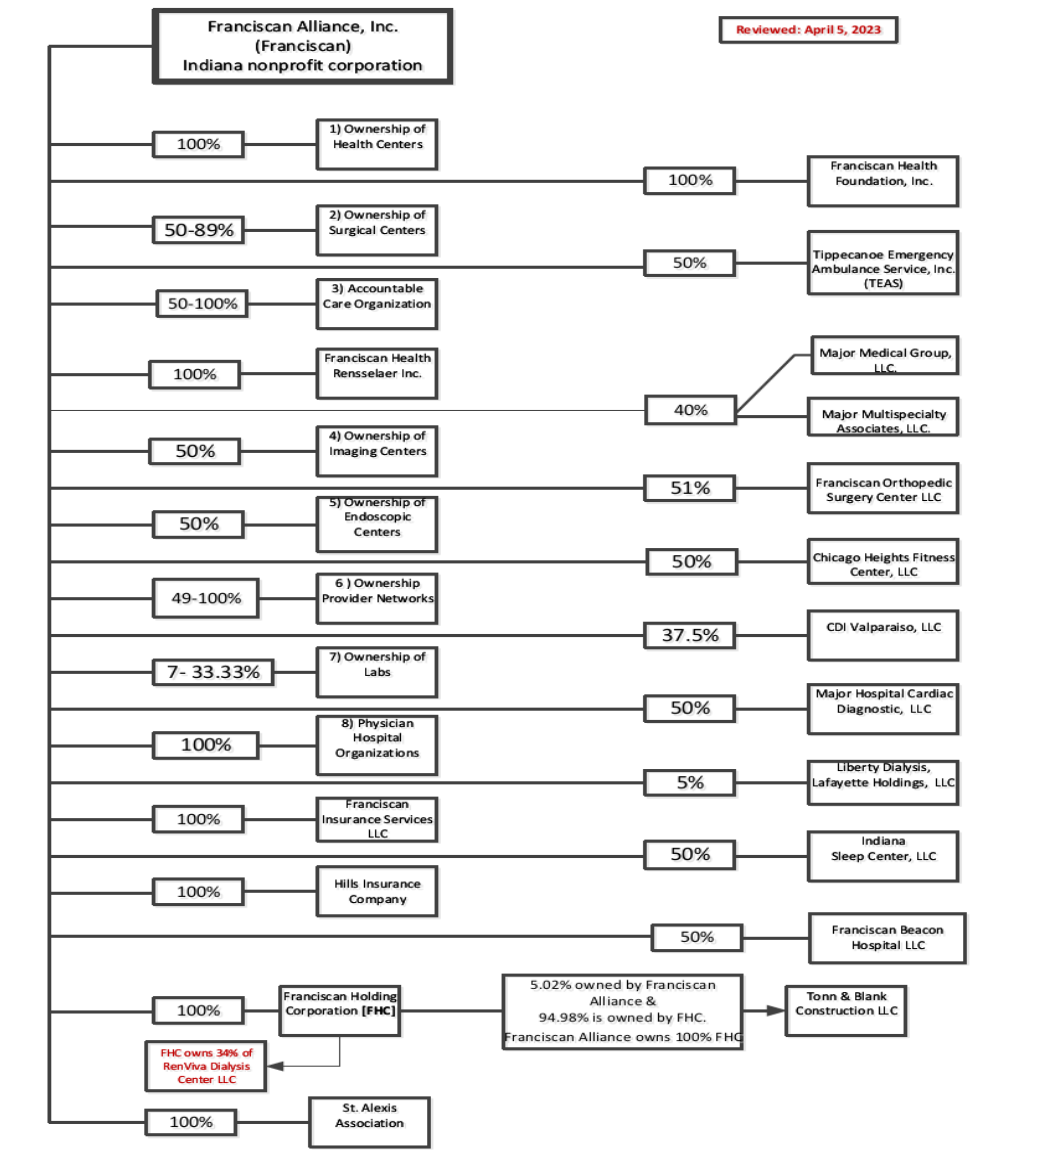 Franciscan Alliance, Inc.
(Franciscan)
Indiana nonprofit corporation
Reviewed: April 5, 2023
100%
1) Ownership of
Health Centers
100%
Franciscan Health
Foundation, Inc.
50-89%
2) Ownership of
Surgical Centers
50%
Tippecanoe Emergency
Ambulance Service, Inc.
(TEAS)
50-100%
3) Accountable
Care Organization
100%
Franciscan Health
Rensselaer Inc.
40%
Major Medical Group,
LLC.
Major Multispecialty
Associates, LLC.
50%
4) Ownership of
Imaging Centers
51%
Franciscan Orthopedic
Surgery Center LLC
50%
5) Ownership of
Endoscopic
Centers
50%
Chicago Heights Fitness
Center, LLC
49-100%
6 ) Ownership
Provider Networks
37.5%
CDI Valparaiso, LLC
7- 33.33%
7) Ownership of
Labs
50%
Major Hospital Cardiac
Diagnostic, LLC
100%
8) Physician
Hospital
Organizations
5%
Liberty Dialysis,
Lafayette Holdings, LLC
100%
Franciscan
Insurance Services
LLC
50%
Indiana
Sleep Center, LLC
100%
Hills Insurance
Company
50%
Franciscan Beacon
Hospital LLC
100%
Franciscan Holding
Corporation [FHC]
5.02% owned by Franciscan
Alliance &
94.98% is owned by FHC.
Franciscan Alliance owns 100% FHC
Tonn & Blank
Construction LLC
FHC owns 34% of
RenViva Dialysis
Center LLC
100%
St. Alexis
Association